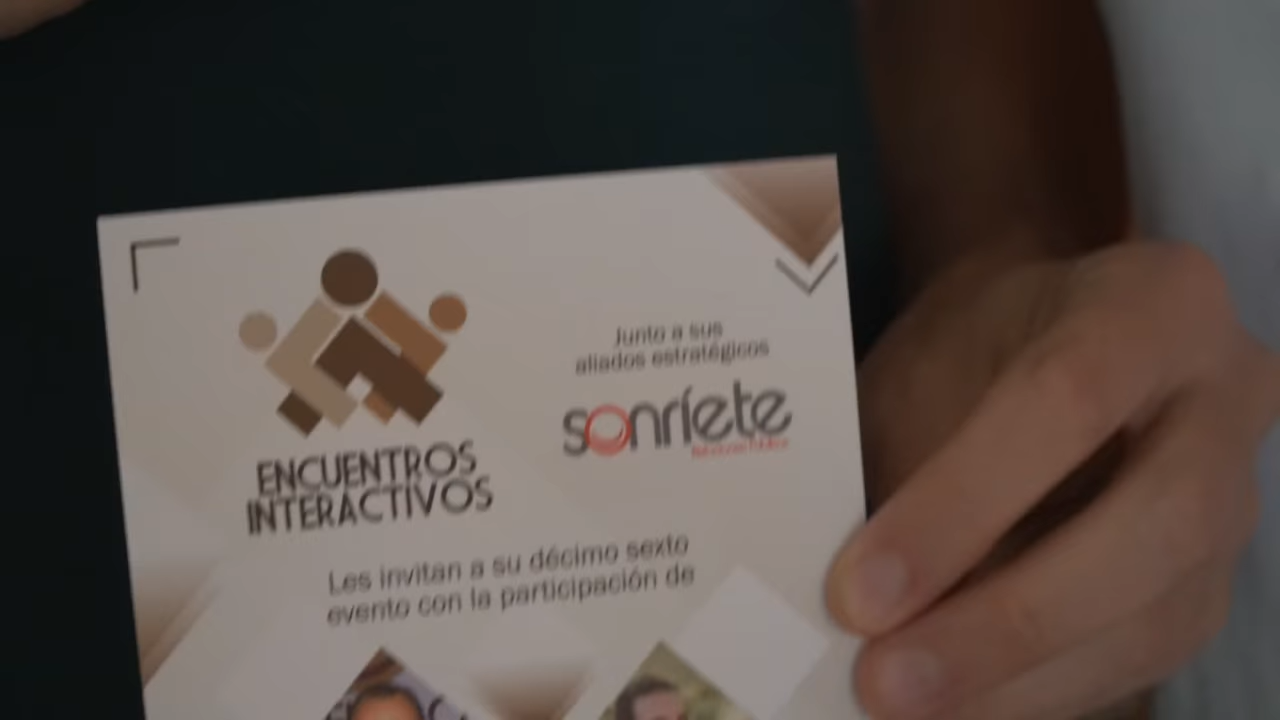 ENCUENTROS
INTERACTIVOS
Junto a sus
aliados estratégicos
sonríete
Les invitan a su décimo sexto
evento con la participación de